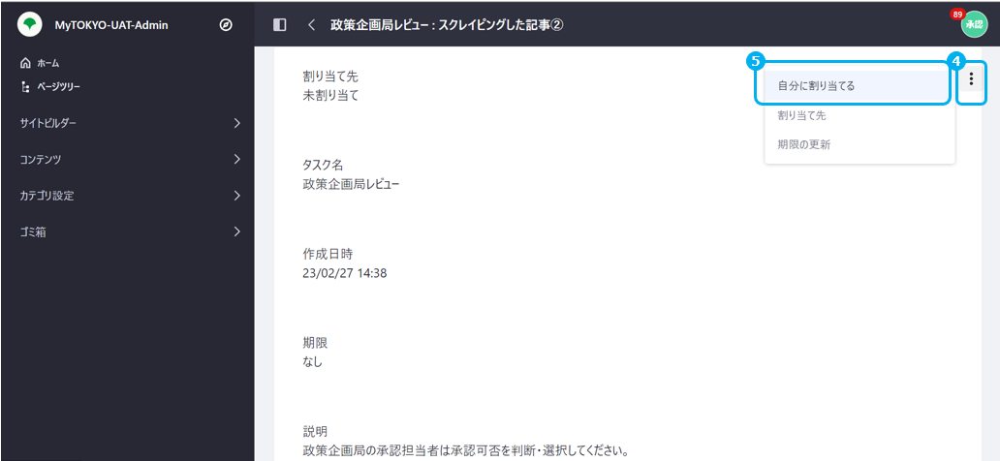 MyTOKYO-UAT-Admin
ホーム
ページツリー
サイトビルダー
コンテンツ
カテゴリ設定
ゴミ箱
政策企画局レビュー : スクレイピングした記事②
89
承認
割り当て先
未割り当て
5
4
自分に割り当てる
割り当て先
期限の更新
タスク名
政策企画局レビュー
作成日時
23/02/27 14:38
期限
なし
説明
政策企画局の承認担当者は承認可否を判断・選択してください。